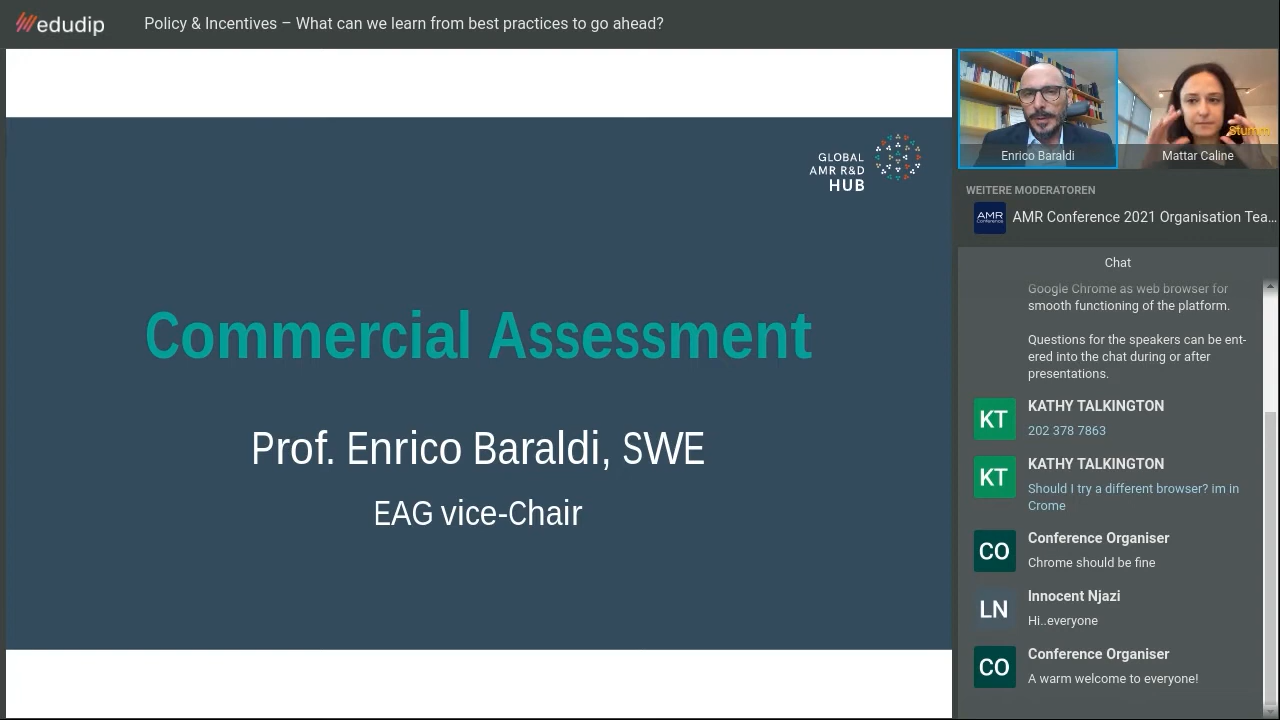 edudip
Policy & Incentives – What can we learn from best practices to go ahead?
GLOBAL
AMR R&D
HUB
Commercial Assessment
Prof. Enrico Baraldi, SWE
EAG vice-Chair
Enrico Baraldi
Stumm
Mattar Caline
WEITERE MODERATOREN
AMR
Conference
AMR Conference 2021 Organisation Tea...
Chat
Google Chrome as web browser for
smooth functioning of the platform.
Questions for the speakers can be ent-
ered into the chat during or after
presentations.
KT
KATHY TALKINGTON
202 378 7863
KT
KATHY TALKINGTON
Should I try a different browser? im in
Crome
CO
Conference Organiser
Chrome should be fine
LN
Innocent Njazi
Hi..everyone
CO
Conference Organiser
A warm welcome to everyone!